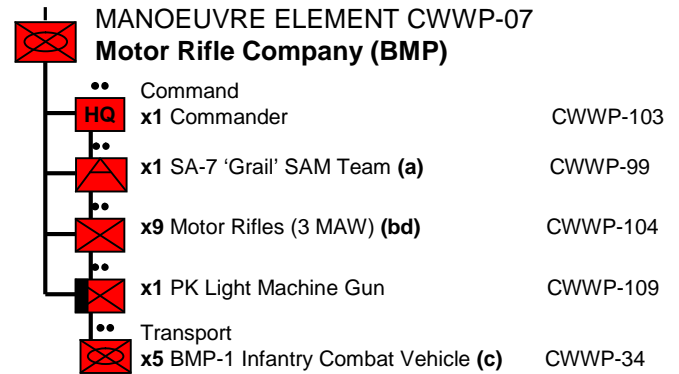 MANOEUVRE ELEMENT CWWP-07
Motor Rifle Company (BMP)
Command
HQ x1 Commander CWWP-103
x1 SA-7 ‘Grail’ SAM Team (a) CWWP-99
x9 Motor Rifles (3 MAW) (bd) CWWP-104
x1 PK Light Machine Gun CWWP-109
Transport
x5 BMP-1 Infantry Combat Vehicle (c) CWWP-34